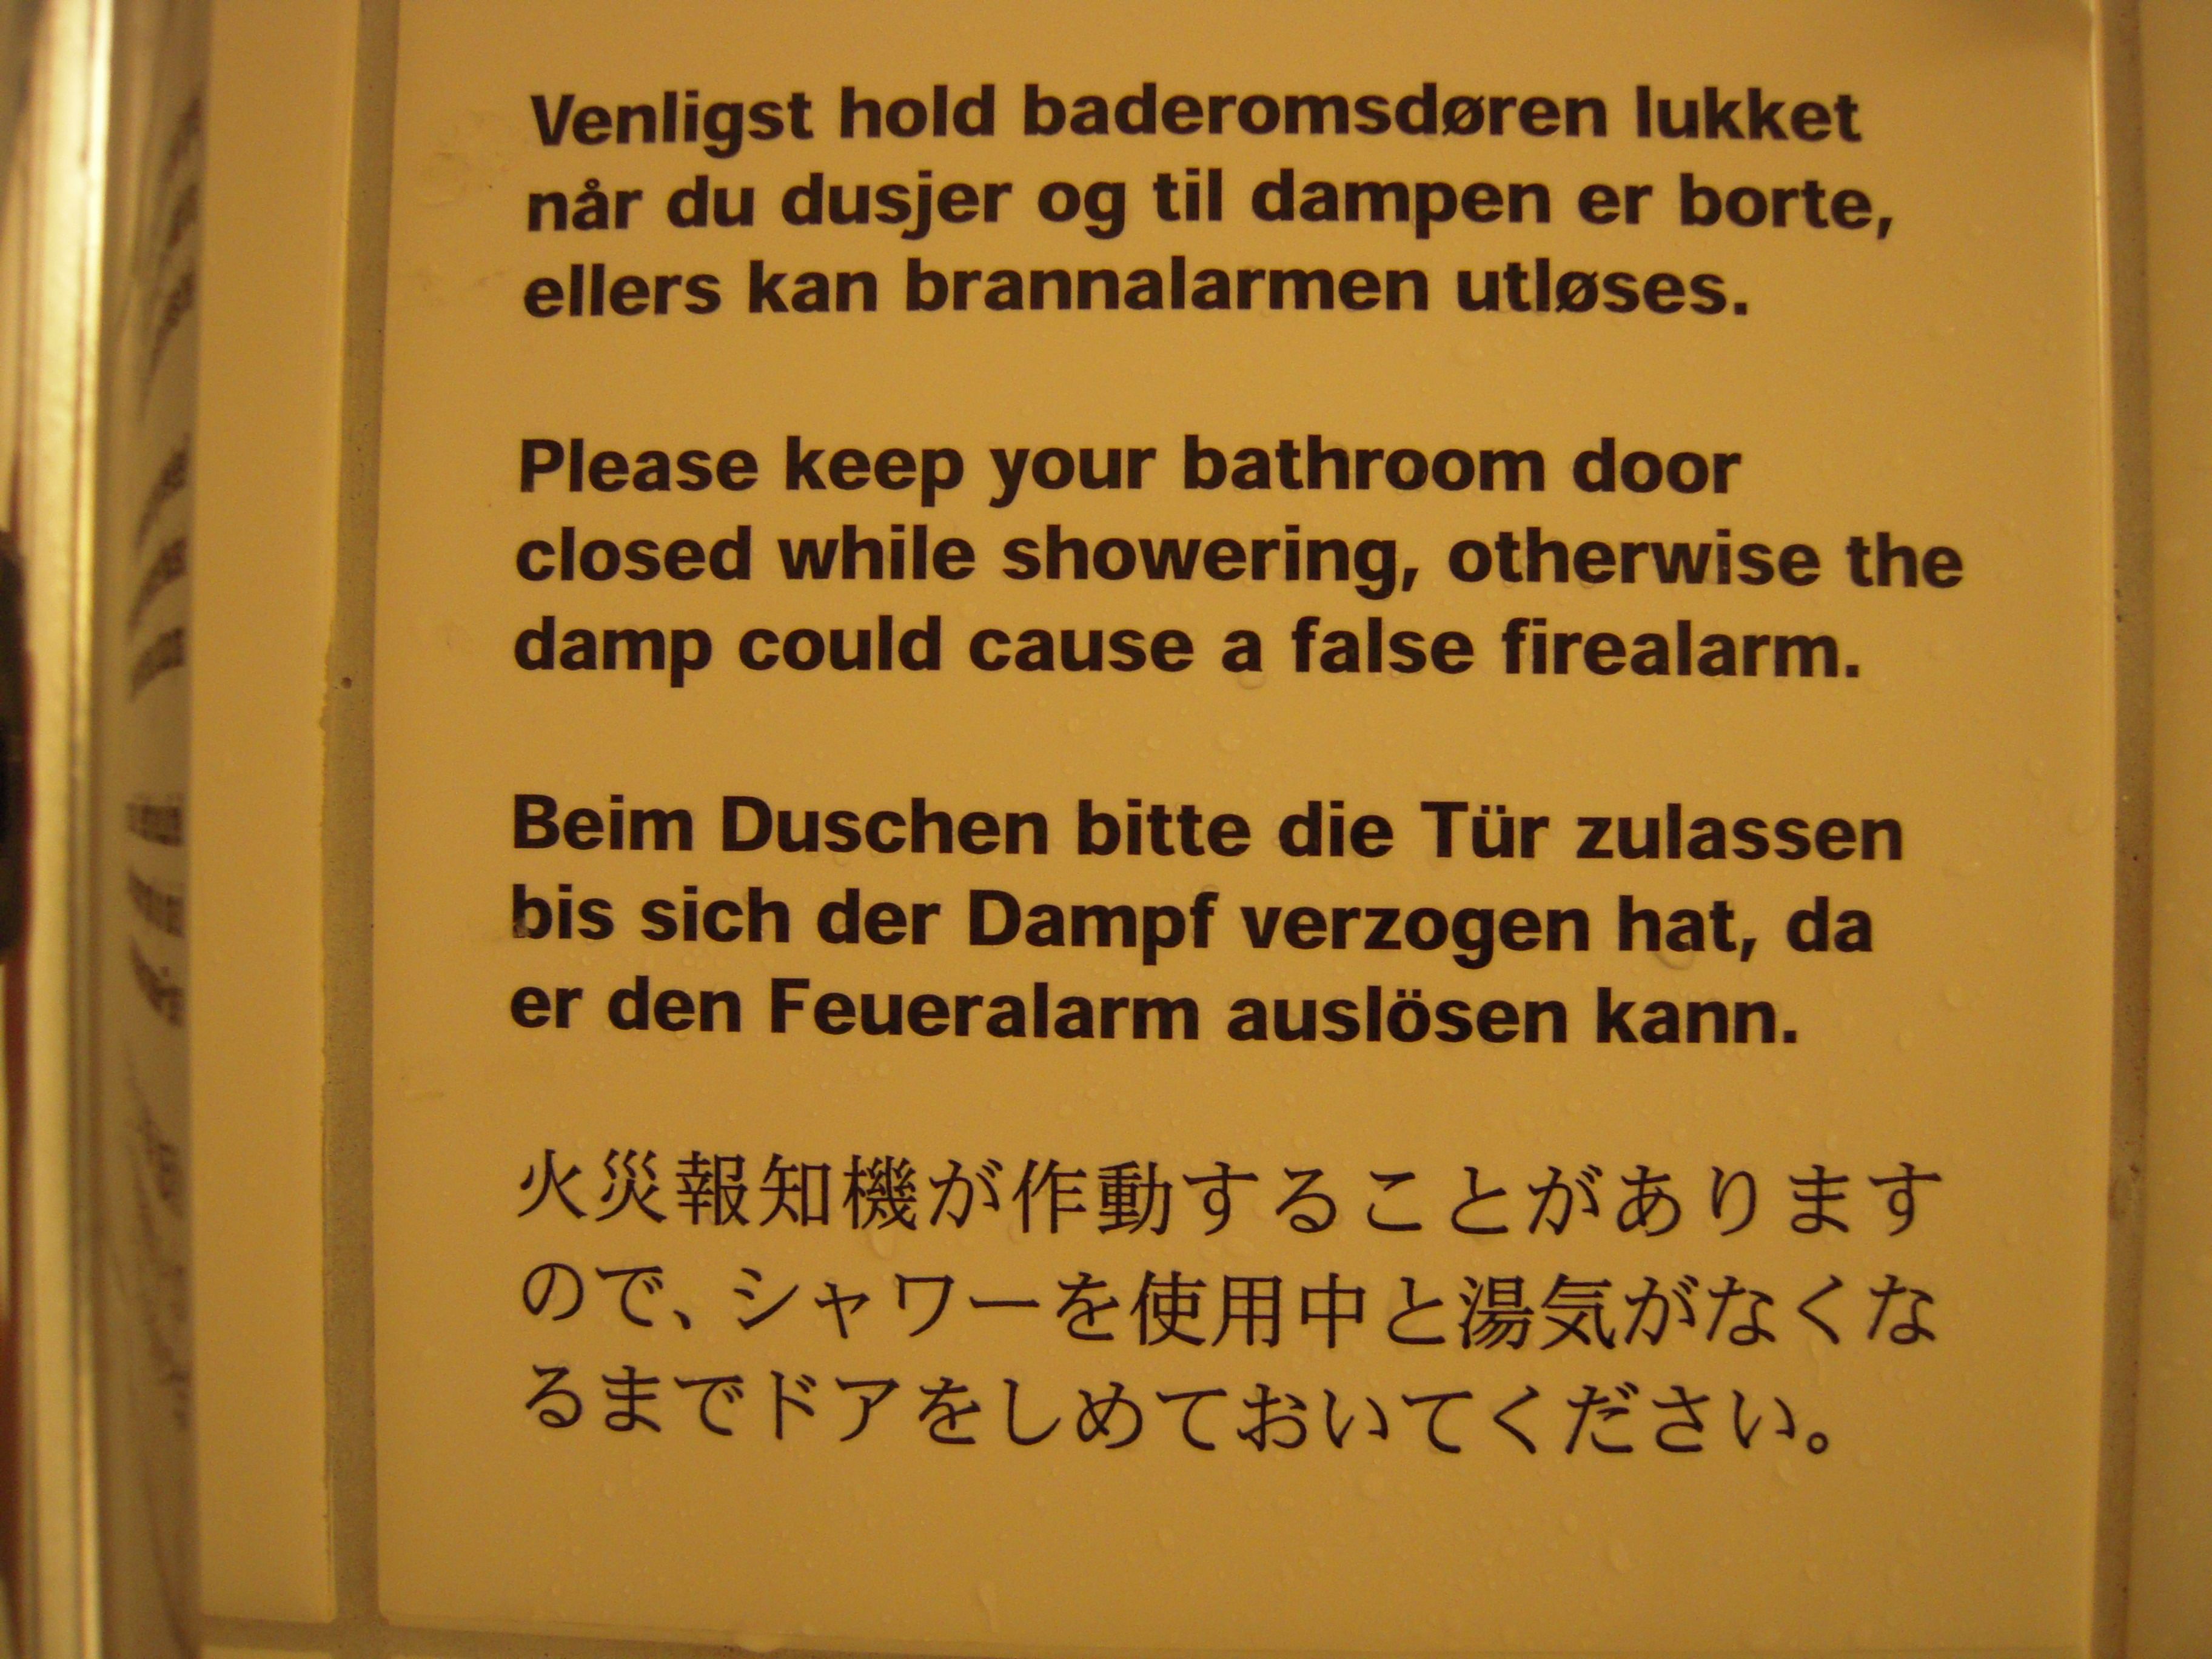 Venligst hold baderomsdøren lukket
når du dusjer og til dampen er borte,
ellers kan brannalarmen utløses.
Please keep your bathroom door
closed while showering, otherwise the
damp could cause a false firealarm.
Beim Duschen bitte die Tür zulassen
bis sich der Dampf verzogen hat, da
er den Feueralarm auslösen kann.
火災報知機が作動することがあります
ので、シャワーを使用中と湯気がなくな
るまでドアをしめておいてください。